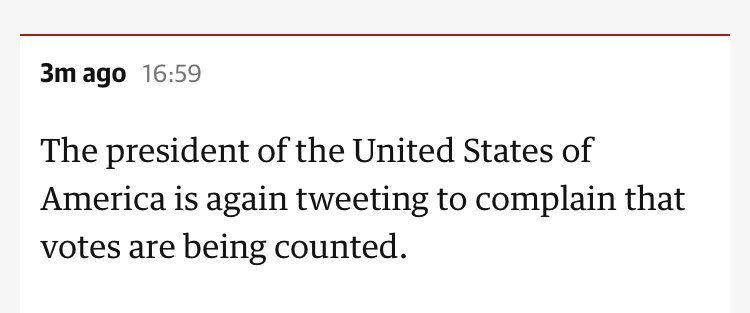 3m ago 16:59
The president of the United States of
America is again tweeting to complain that
votes are being counted.